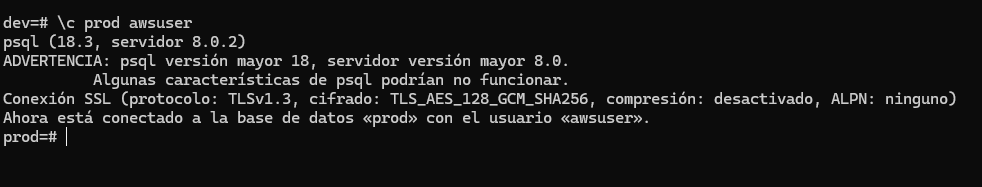 dev=# \c prod awsuser
psql (18.3, servidor 8.0.2)
ADVERTENCIA: psql versión mayor 18, servidor versión mayor 8.0.
Algunas características de psql podrían no funcionar.
Conexión SSL (protocolo: TLSv1.3, cifrado: TLS_AES_128_GCM_SHA256, compresión: desactivado, ALPN: ninguno)
Ahora está conectado a la base de datos «prod» con el usuario «awsuser».
prod=#